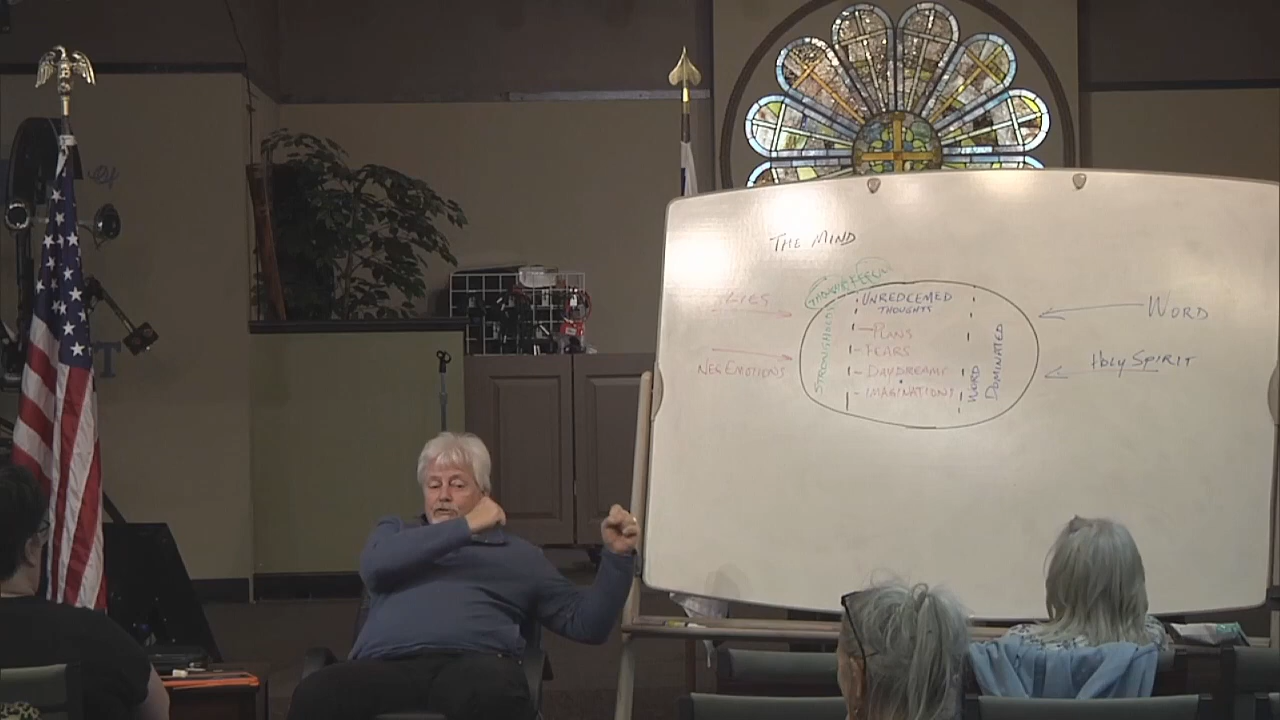 THE MIND
LIES
NEG EMOTIONS
STRONGHOLDS
UNREDEEMED
THOUGHTS
- PLANS
- FEARS
- DAYDREAMS
- IMAGINATIONS
WORD
DOMINATED
WORD
HOLY SPIRIT